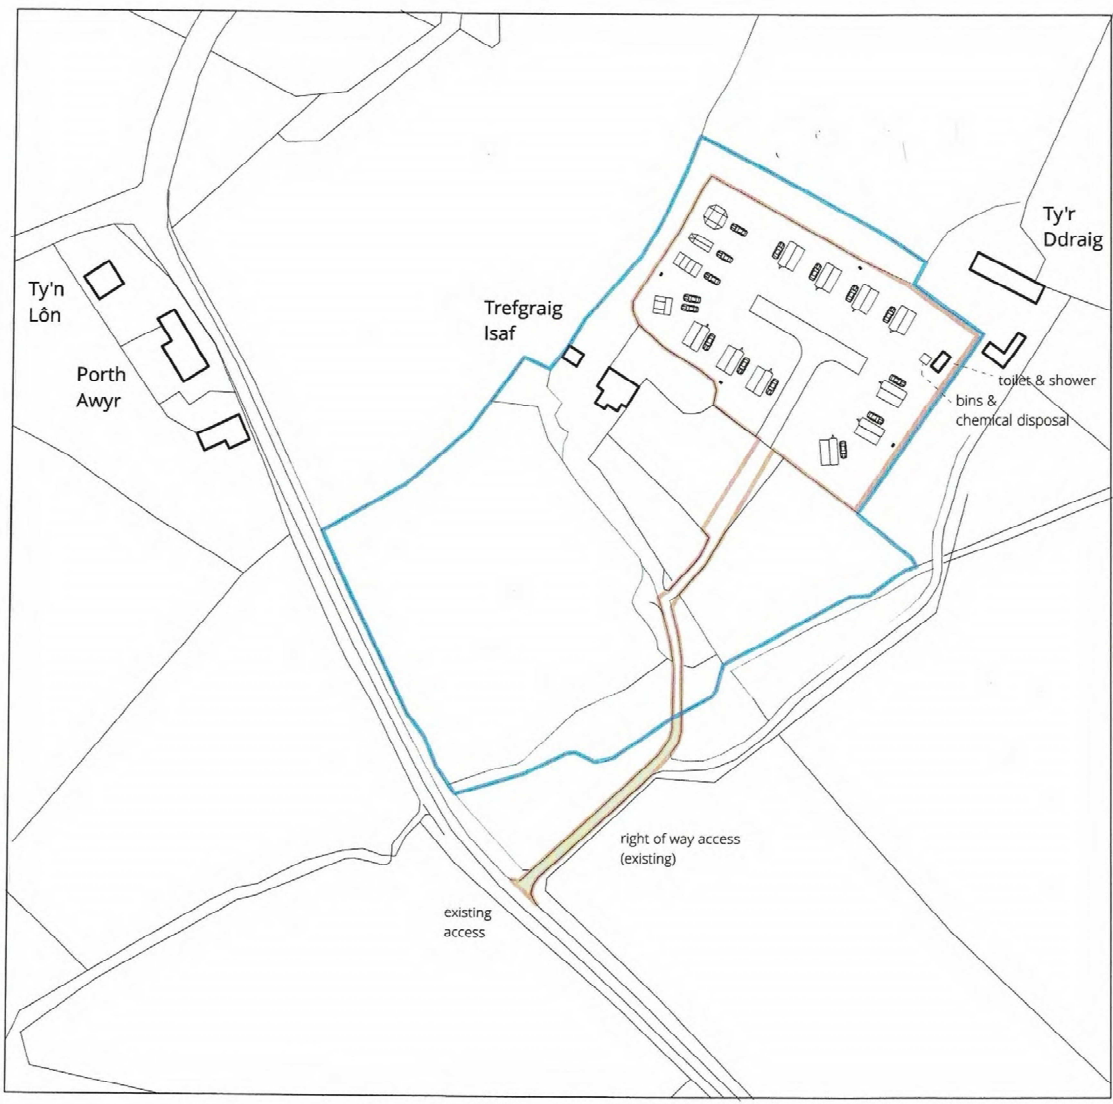 Ty'r
Ddraig
Ty'n
Lôn
Trefgraig
Isaf
Porth
Awyr
toilet & shower
bins &
chemical disposal
right of way access
(existing)
existing
access